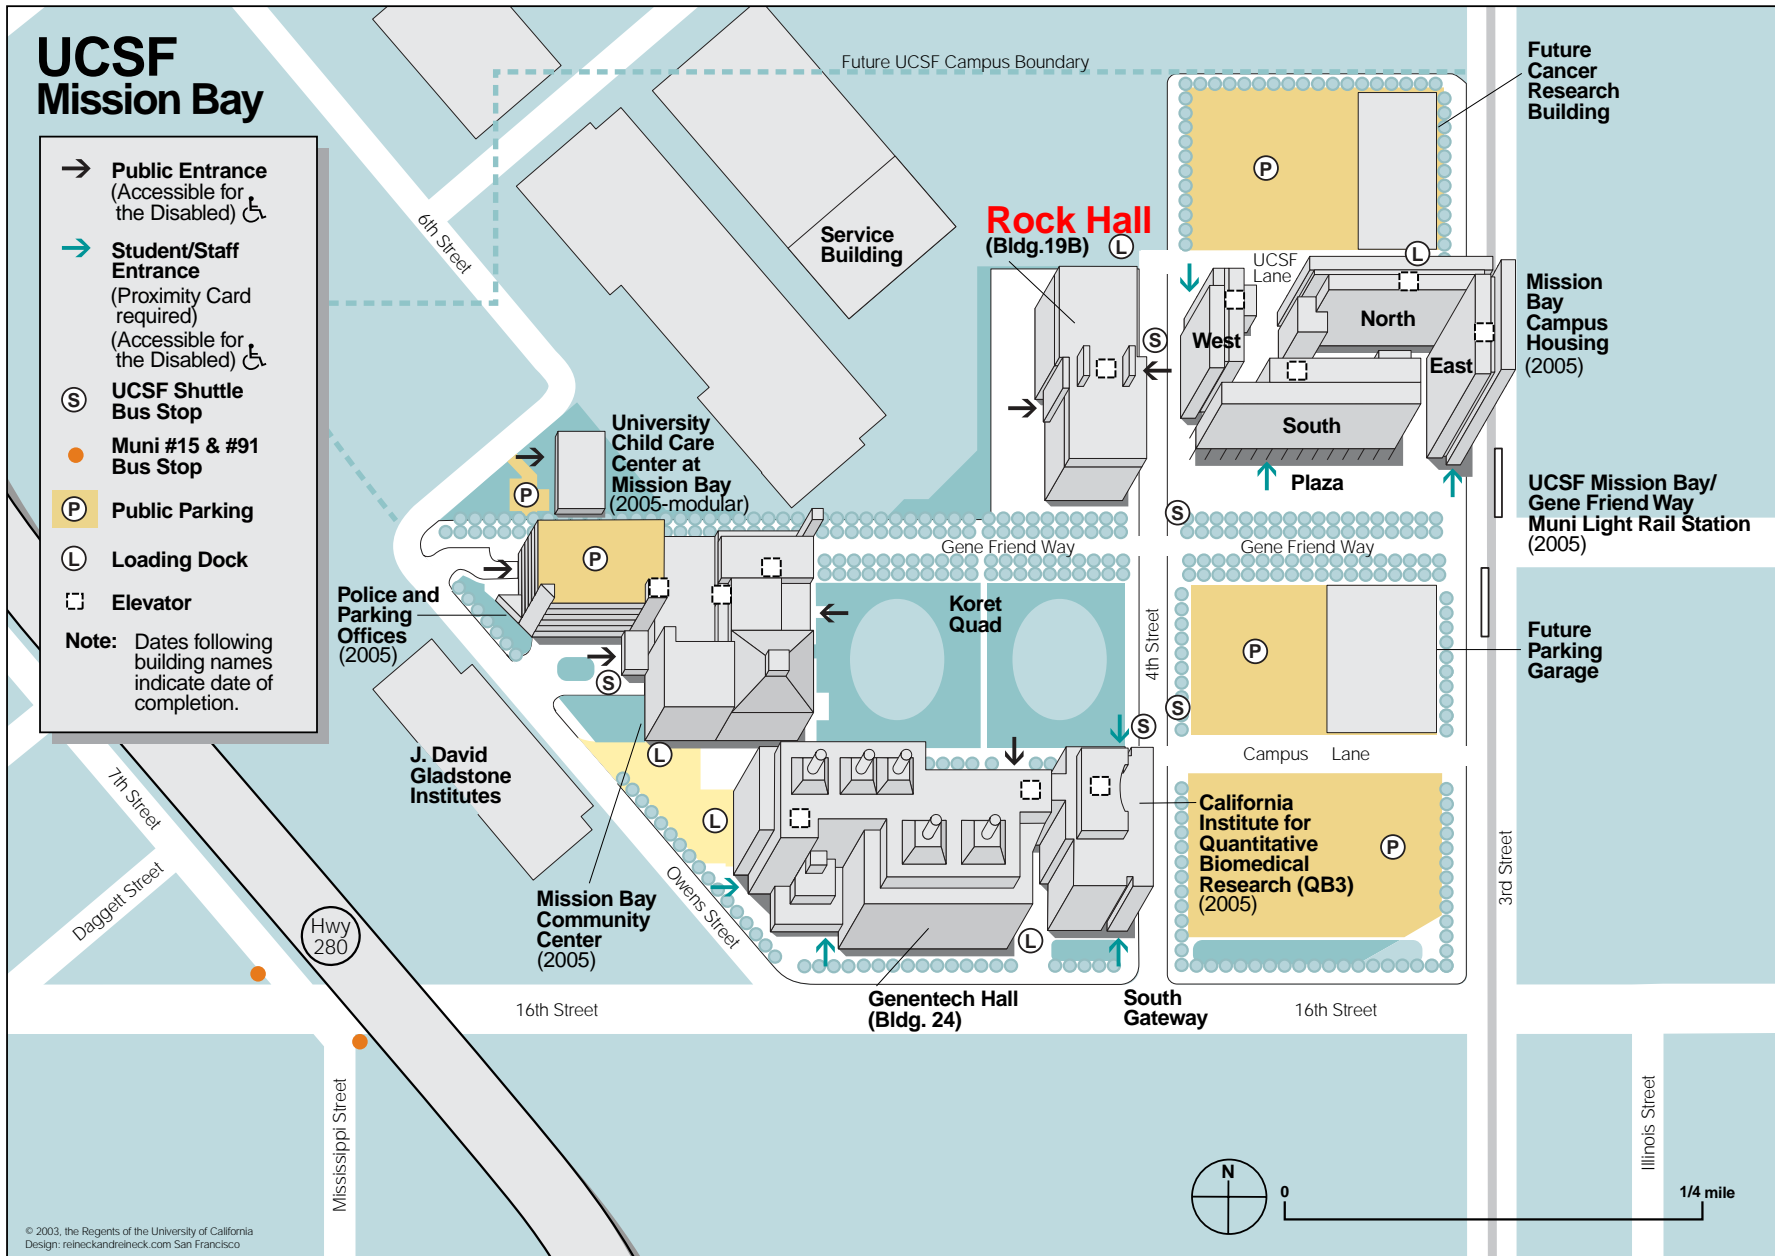 UCSF
Mission Bay
Public Entrance
(Accessible for
the Disabled)
Student/Staff
Entrance
(Proximity Card
required)
(Accessible for
the Disabled)
S
UCSF Shuttle
Bus Stop
Muni #15 & #91
Bus Stop
P
Public Parking
L
Loading Dock
Elevator
Note: Dates following
building names
indicate date of
completion.
Future UCSF Campus Boundary
Future
Cancer
Research
Building
P
6th Street
Service
Building
Rock Hall
(Bldg.19B)
L
UCSF
Lane
L
S
West
North
East
South
Mission
Bay
Campus
Housing
(2005)
University
Child Care
Center at
Mission Bay
(2005-modular)
P
Plaza
UCSF Mission Bay/
Gene Friend Way
Muni Light Rail Station
(2005)
S
Gene Friend Way
Gene Friend Way
P
Police and
Parking
Offices
(2005)
Koret
Quad
4th Street
P
Future
Parking
Garage
S
S
S
Campus Lane
J. David
Gladstone
Institutes
L
L
7th Street
Owens Street
California
Institute for
Quantitative
Biomedical
Research (QB3)
(2005)
P
3rd Street
Daggett Street
Hwy
280
Mission Bay
Community
Center
(2005)
L
16th Street
Genentech Hall
(Bldg. 24)
South
Gateway
16th Street
Mississippi Street
Illinois Street
N
0
1/4 mile
© 2003, the Regents of the University of California
Design: reineckandreineck.com San Francisco